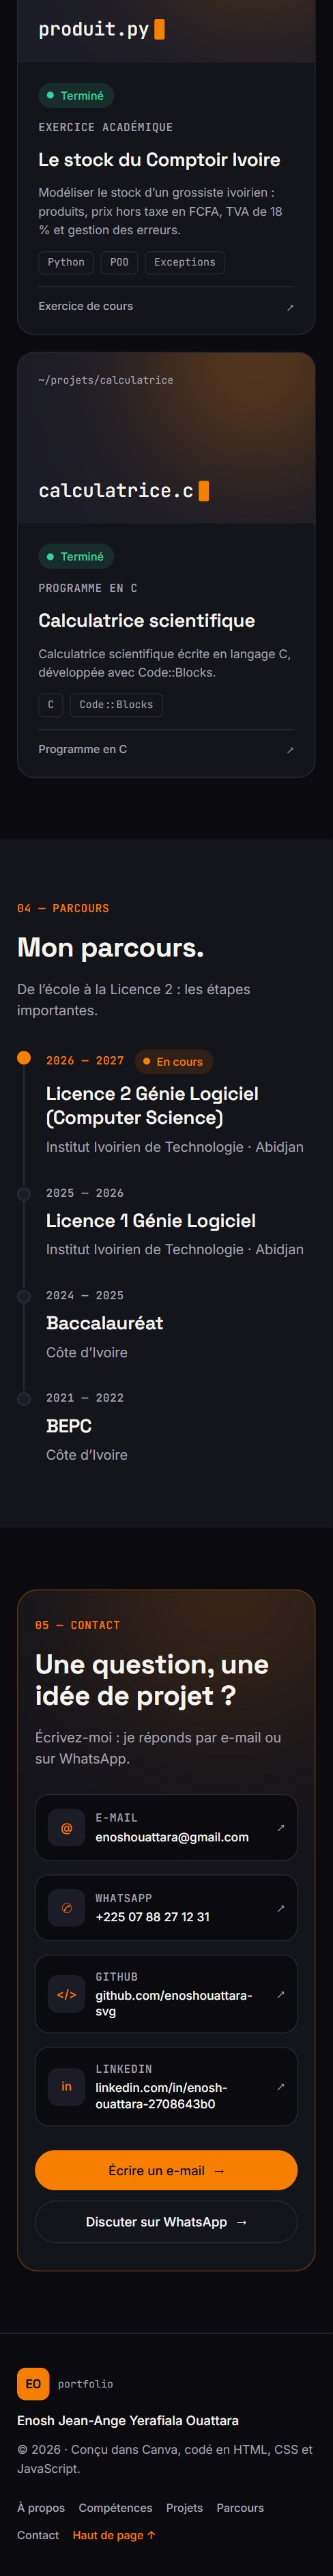 produit.py
Terminé
EXERCICE ACADÉMIQUE
Le stock du Comptoir Ivoire
Modéliser le stock d’un grossiste ivoirien :
produits, prix hors taxe en FCFA, TVA de 18
% et gestion des erreurs.
Python POO Exceptions
Exercice de cours ↗
~/projets/calculatrice
calculatrice.c
Terminé
PROGRAMME EN C
Calculatrice scientifique
Calculatrice scientifique écrite en langage C,
développée avec Code::Blocks.
C Code::Blocks
Programme en C ↗
04 — PARCOURS
Mon parcours.
De l’école à la Licence 2 : les étapes
importantes.
2026 — 2027 En cours
Licence 2 Génie Logiciel
(Computer Science)
Institut Ivoirien de Technologie · Abidjan
2025 — 2026
Licence 1 Génie Logiciel
Institut Ivoirien de Technologie · Abidjan
2024 — 2025
Baccalauréat
Côte d’Ivoire
2021 — 2022
BEPC
Côte d’Ivoire
05 — CONTACT
Une question, une
idée de projet ?
Écrivez-moi : je réponds par e-mail ou
sur WhatsApp.
@ E-MAIL
enoshouattara@gmail.com ↗
✆ WHATSAPP
+225 07 88 27 12 31 ↗
</> GITHUB
github.com/enoshouattara-
svg ↗
in LINKEDIN
linkedin.com/in/enosh-
ouattara-2708643b0 ↗
Écrire un e-mail →
Discuter sur WhatsApp →
EO portfolio
Enosh Jean-Ange Yerafiala Ouattara
© 2026 · Conçu dans Canva, codé en HTML, CSS et
JavaScript.
À propos Compétences Projets Parcours
Contact Haut de page ↑